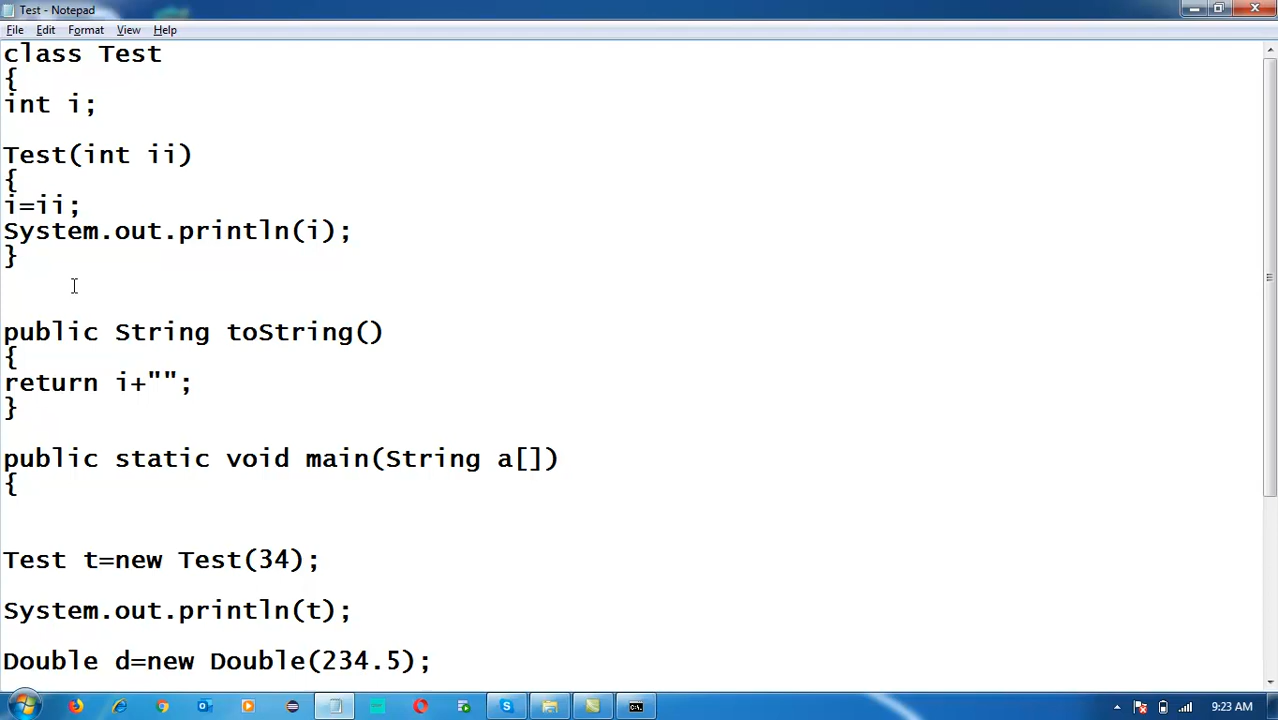 Test - Notepad
File Edit Format View Help
class Test
{
int i;
Test(int ii)
{
i=ii;
System.out.println(i);
}
public String toString()
{
return i+"";
}
public static void main(String a[])
{
Test t=new Test(34);
System.out.println(t);
Double d=new Double(234.5);
9:23 AM